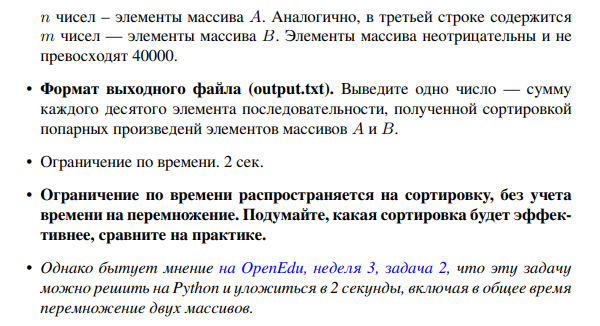 n чисел – элементы массива A. Аналогично, в третьей строке содержится
m чисел — элементы массива B. Элементы массива неотрицательны и не
превосходят 40000.
• Формат выходного файла (output.txt). Выведите одно число — сумму
каждого десятого элемента последовательности, полученной сортировкой
попарных произведенй элементов массивов A и B.
• Ограничение по времени. 2 сек.
• Ограничение по времени распространяется на сортировку, без учета
времени на перемножение. Подумайте, какая сортировка будет эффек-
тивнее, сравните на практике.
• Однако бытует мнение на OpenEdu, неделя 3, задача 2, что эту задачу
можно решить на Python и уложиться в 2 секунды, включая в общее время
перемножение двух массивов.